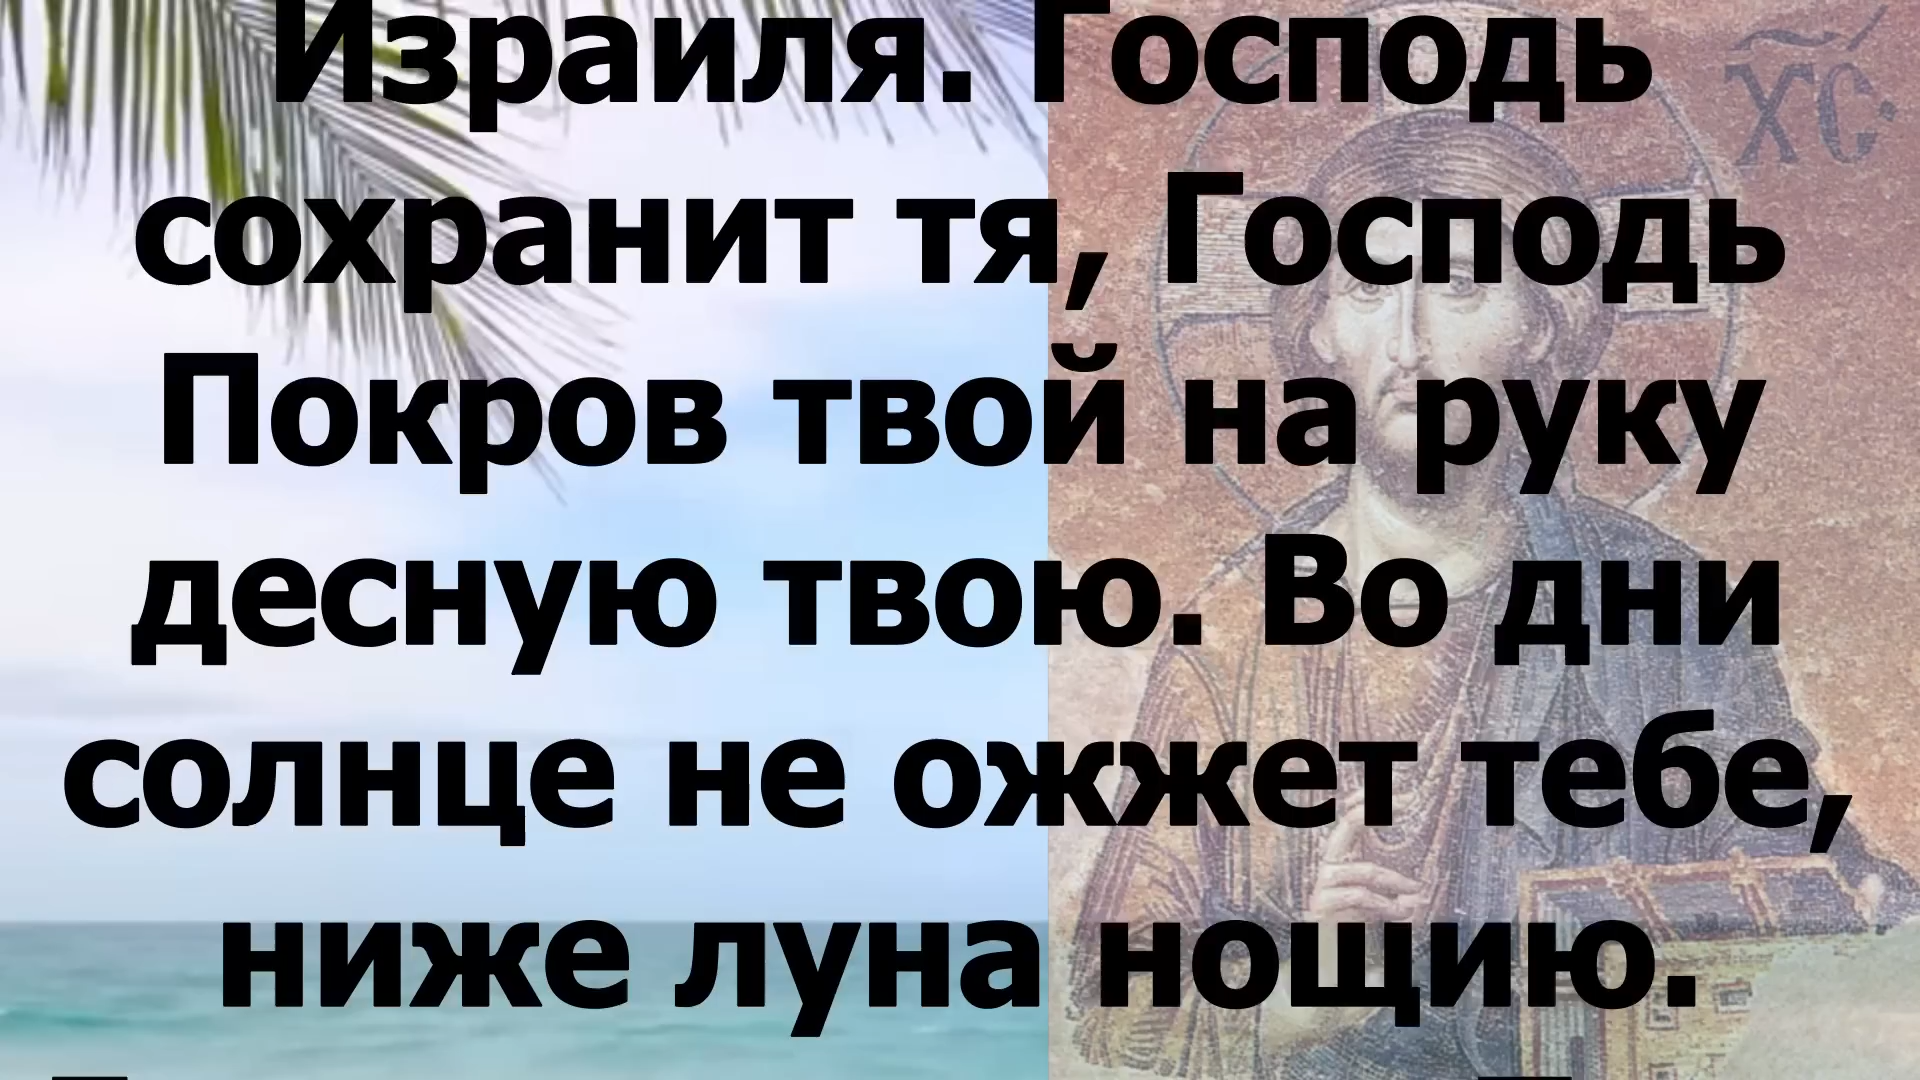 Израиля. Господь
ХС
сохранит тя, Господь
Покров твой на руку
десную твою. Во дни
солнце не ожжет тебе,
ниже луна нощию.